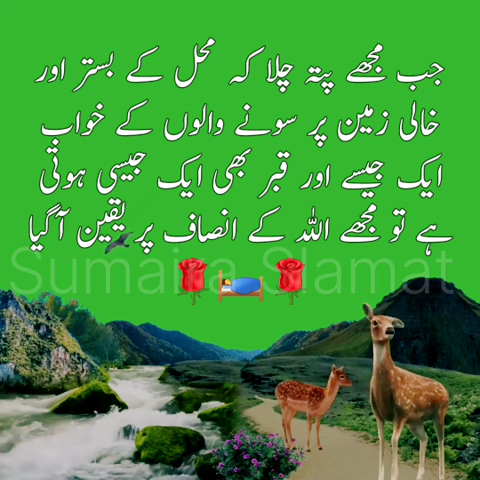 جب مجھے پتہ چلا کہ محل کے بستر اور
خالی زمین پر سونے والوں کے خواب
ایک جیسے اور قبر بھی ایک جیسی ہوتی
ہے تو مجھے اللہ کے انصاف پر یقین آگیا
Sumaira Slamat